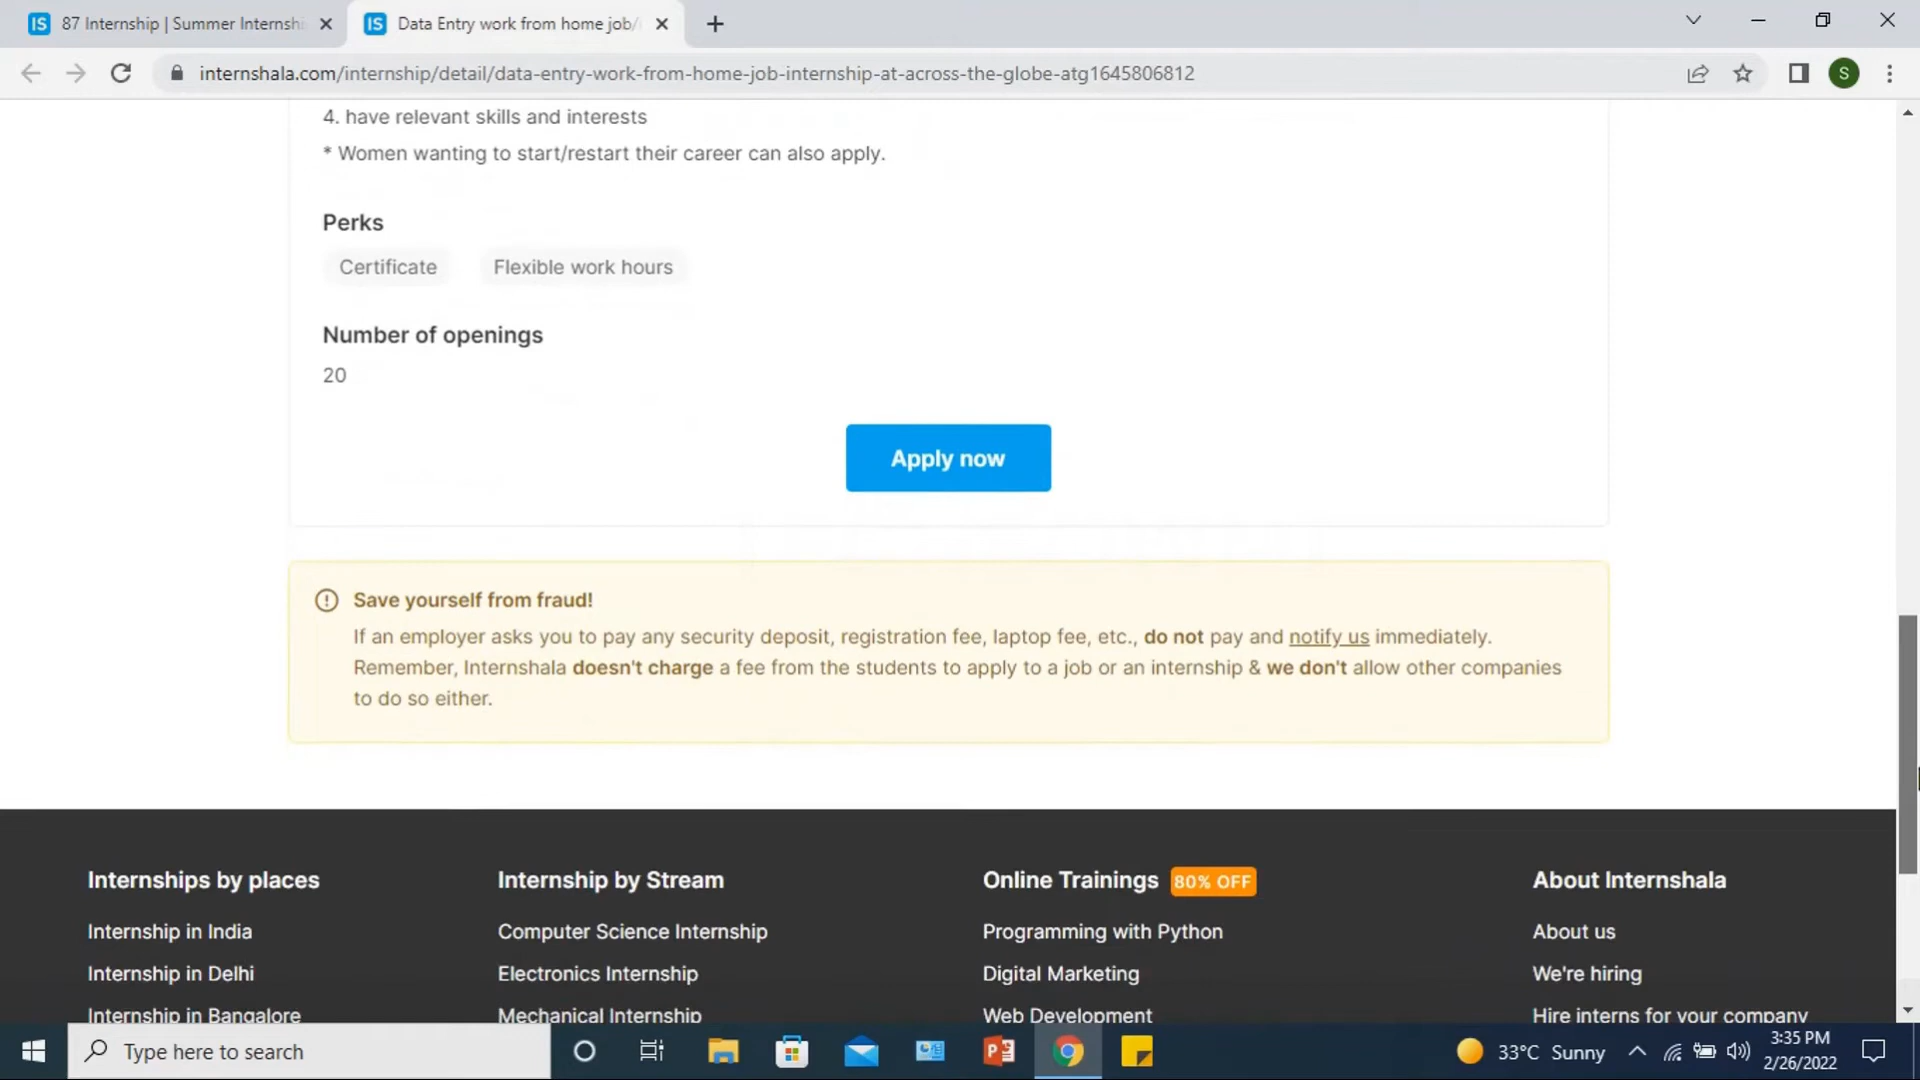 87 Internship | Summer Internshi
Data Entry work from home job/i
internshala.com/internship/detail/data-entry-work-from-home-job-internship-at-across-the-globe-atg1645806812
S
4. have relevant skills and interests
* Women wanting to start/restart their career can also apply.
Perks
Certificate Flexible work hours
Number of openings
20
Apply now
Save yourself from fraud!
If an employer asks you to pay any security deposit, registration fee, laptop fee, etc., do not pay and notify us immediately.
Remember, Internshala doesn't charge a fee from the students to apply to a job or an internship & we don't allow other companies
to do so either.
Internships by places Internship by Stream Online Trainings 80% OFF About Internshala
Internship in India Computer Science Internship Programming with Python About us
Internship in Delhi Electronics Internship Digital Marketing We're hiring
Internship in Bangalore Mechanical Internship Web Development Hire interns for your company
Type here to search
33°C Sunny
3:35 PM
2/26/2022